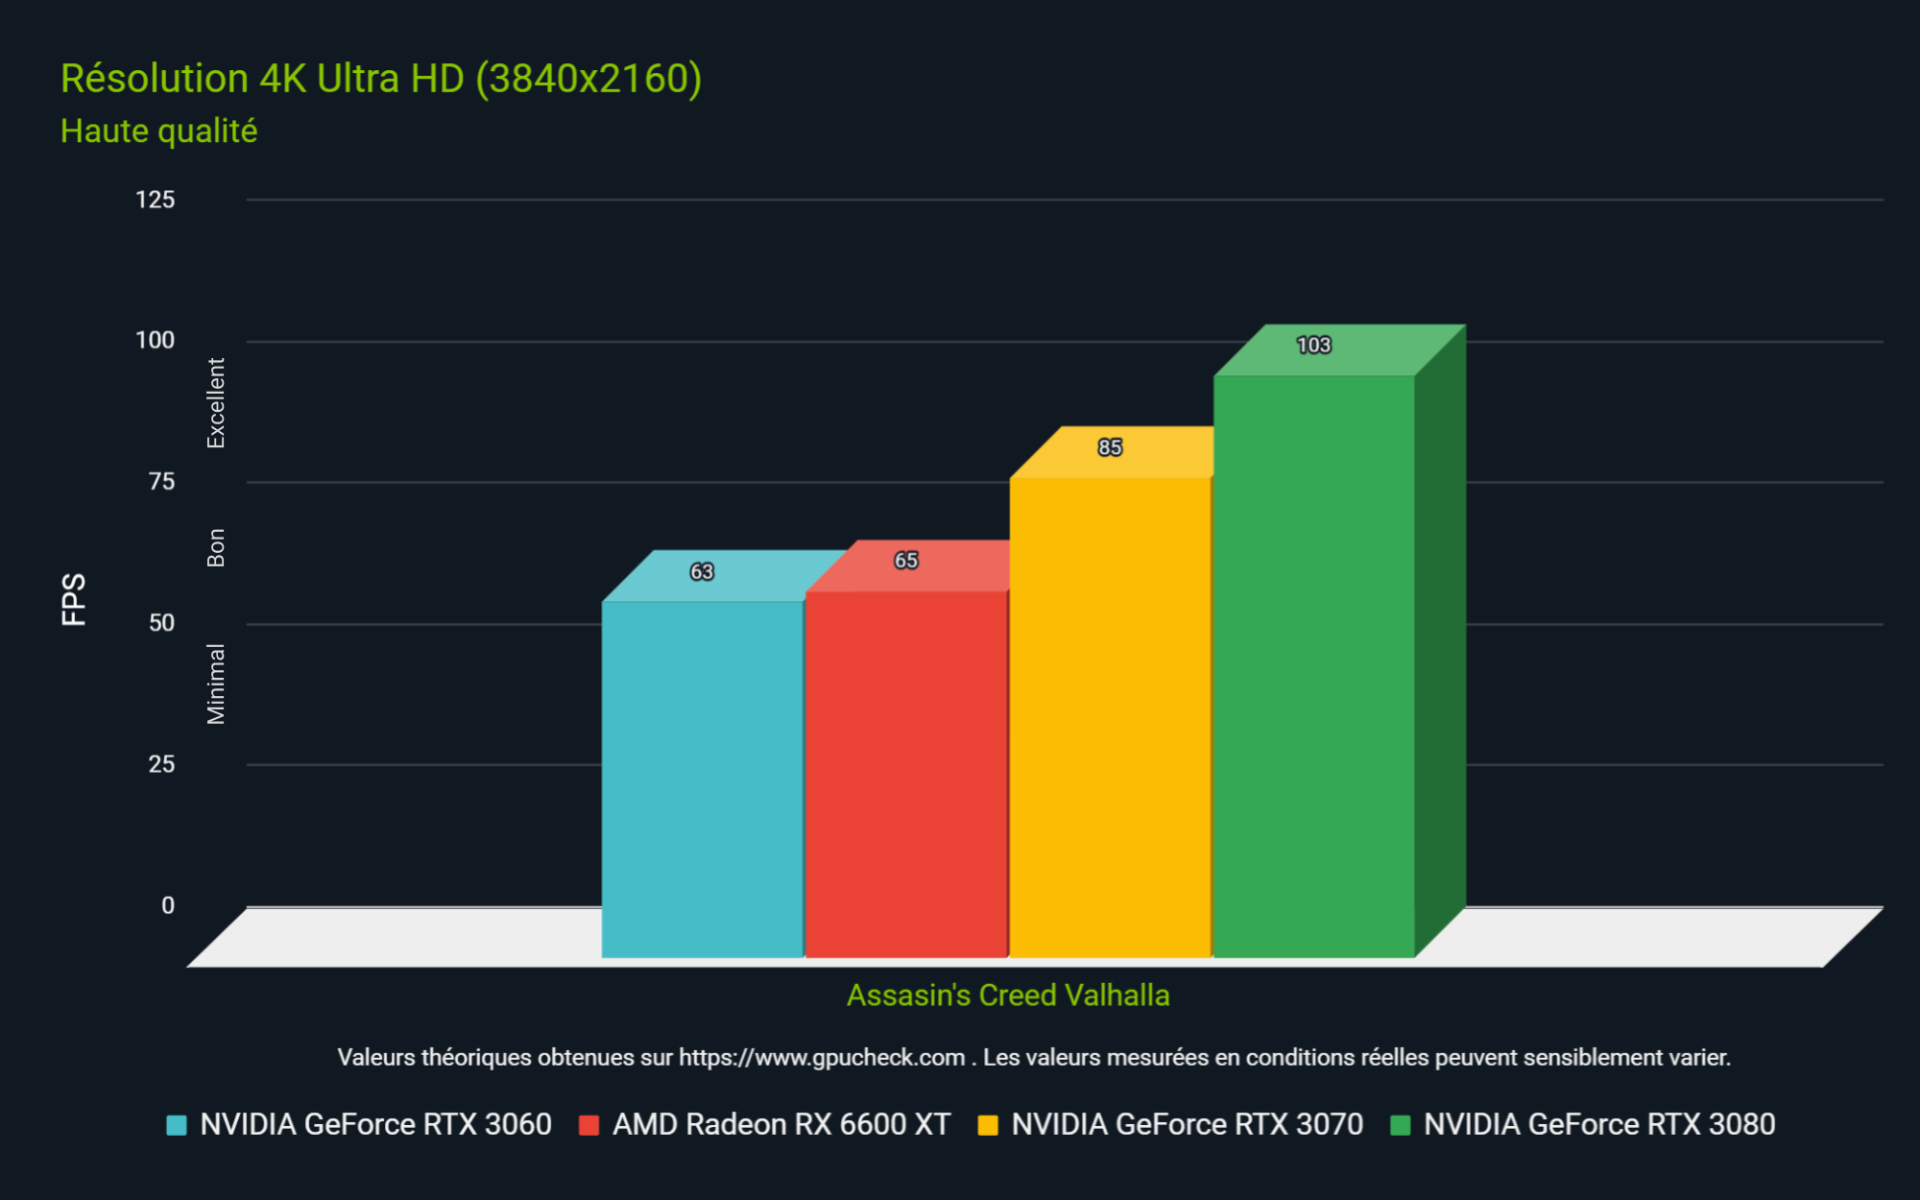 Résolution 4K Ultra HD (3840x2160)
Haute qualité
125
100
75
50
25
0
FPS
Excellent
Bon
Minimal
63
65
85
103
Assasin's Creed Valhalla
Valeurs théoriques obtenues sur https://www.gpucheck.com . Les valeurs mesurées en conditions réelles peuvent sensiblement varier.
NVIDIA GeForce RTX 3060 AMD Radeon RX 6600 XT NVIDIA GeForce RTX 3070 NVIDIA GeForce RTX 3080